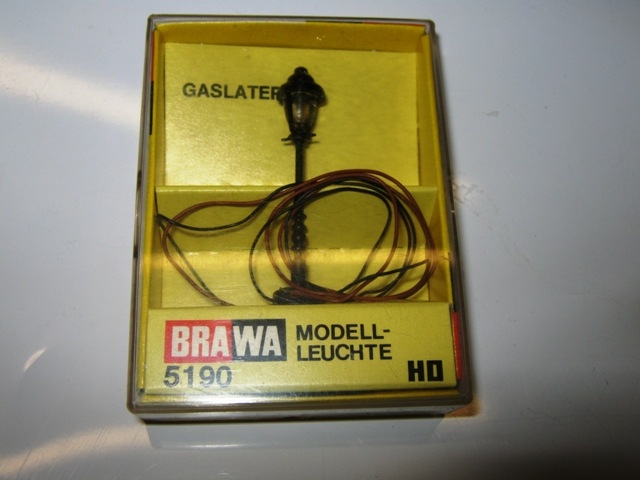 GASLATER
BRAWA MODELL-
LEUCHTE
5190 H0